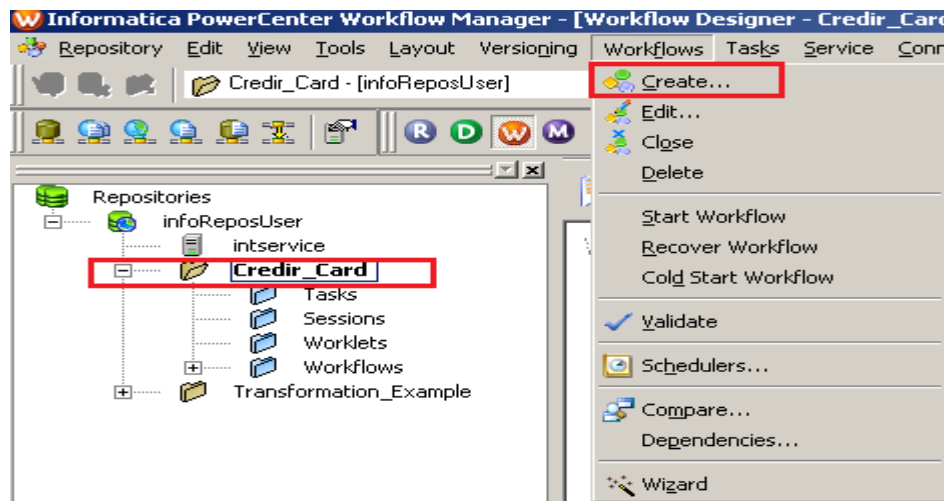 Informatica PowerCenter Workflow Manager - [Workflow Designer - Credir_Card
Repository Edit View Tools Layout Versioning Workflows Tasks Service Conn
Credir_Card - [infoReposUser]
R D W M
Repositories
infoReposUser
intservice
Credir_Card
Tasks
Sessions
Worklets
Workflows
Transformation_Example
Create...
Edit...
Close
Delete
Start Workflow
Recover Workflow
Cold Start Workflow
Validate
Schedulers...
Compare...
Dependencies...
Wizard